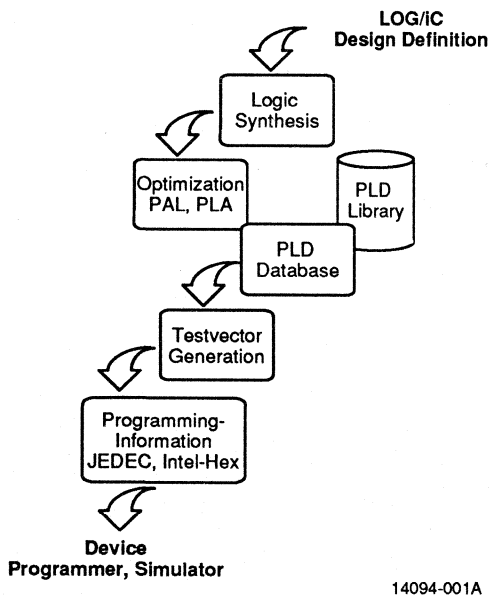 LOG/iC
Design Definition
Logic
Synthesis
Optimization
PAL, PLA
PLD
Library
PLD
Database
Testvector
Generation
Programming-
Information
JEDEC, Intel-Hex
Device
Programmer, Simulator
14094-001A